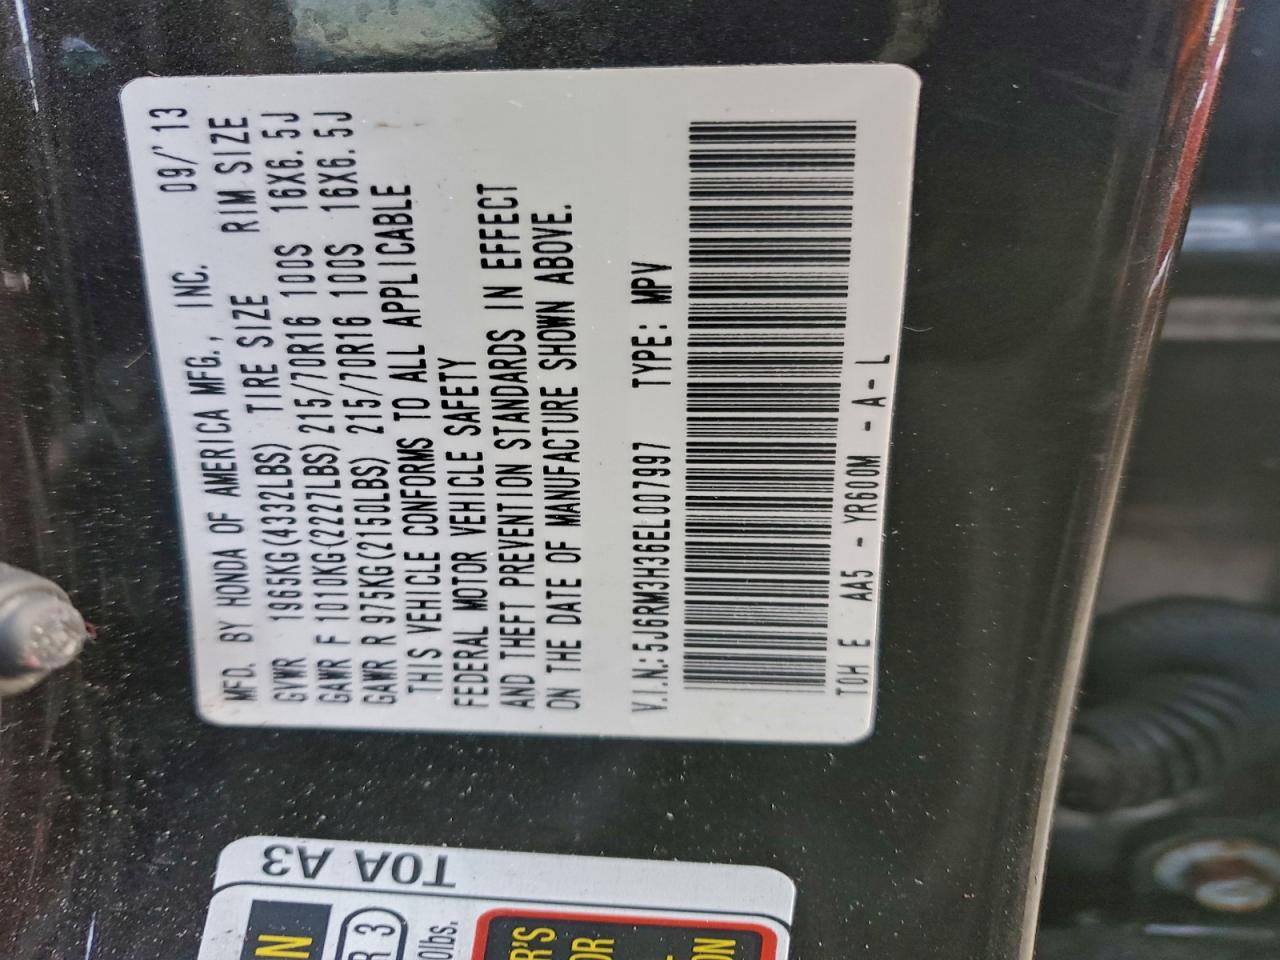 MFD. BY HONDA OF AMERICA MFG., INC. 09/'13
TIRE SIZE RIM SIZE
GVWR 1965KG(4332LBS)
GAWR F 1010KG(2227LBS) 215/70R16 100S 16X6.5J
GAWR R 975KG(2150LBS) 215/70R16 100S 16X6.5J
THIS VEHICLE CONFORMS TO ALL APPLICABLE
FEDERAL MOTOR VEHICLE SAFETY
AND THEFT PREVENTION STANDARDS IN EFFECT
ON THE DATE OF MANUFACTURE SHOWN ABOVE.
V.I.N.: 5J6RM3H36EL007997 TYPE: MPV
TOH E AA5 - YR600M - A - L
T0A A3